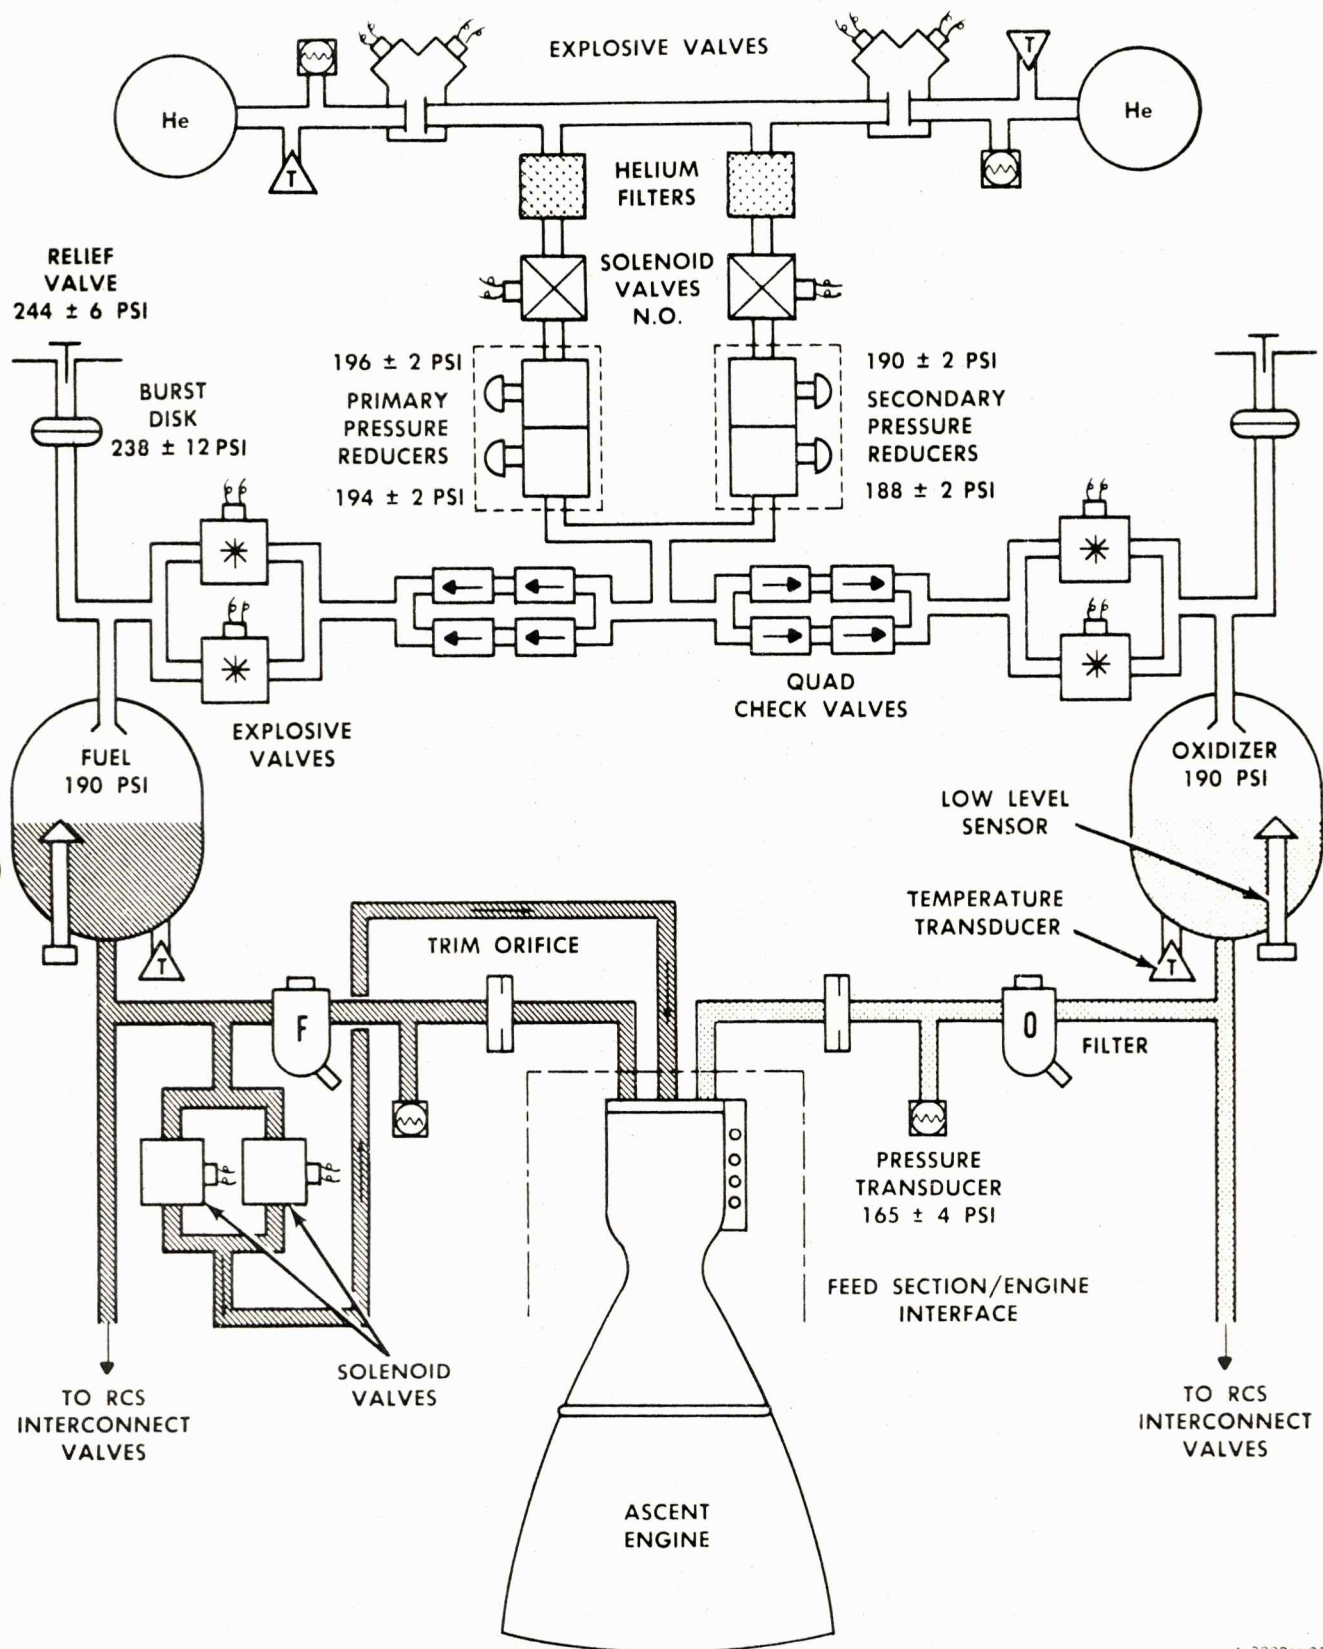 EXPLOSIVE VALVES
He
He
T
T
HELIUM
FILTERS
RELIEF
VALVE
244 ± 6 PSI
SOLENOID
VALVES
N.O.
BURST
DISK
238 ± 12 PSI
196 ± 2 PSI
PRIMARY
PRESSURE
REDUCERS
194 ± 2 PSI
190 ± 2 PSI
SECONDARY
PRESSURE
REDUCERS
188 ± 2 PSI
QUAD
CHECK VALVES
EXPLOSIVE
VALVES
FUEL
190 PSI
OXIDIZER
190 PSI
LOW LEVEL
SENSOR
TEMPERATURE
TRANSDUCER
T
T
TRIM ORIFICE
F
O
FILTER
PRESSURE
TRANSDUCER
165 ± 4 PSI
FEED SECTION/ENGINE
INTERFACE
SOLENOID
VALVES
TO RCS
INTERCONNECT
VALVES
TO RCS
INTERCONNECT
VALVES
ASCENT
ENGINE